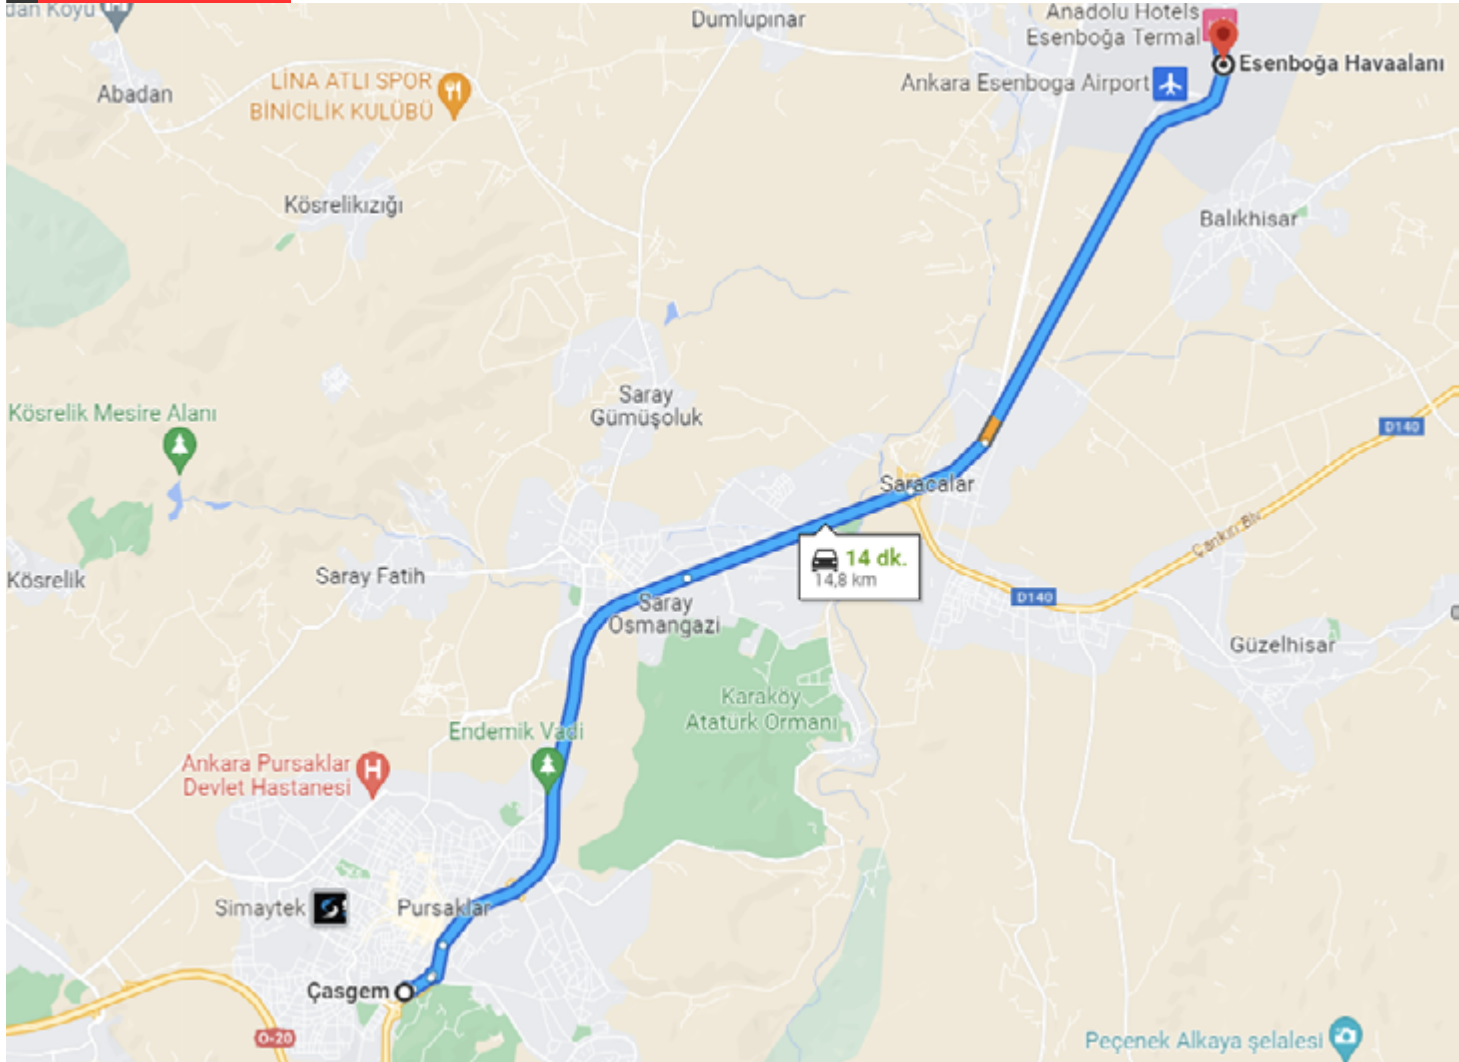 dan Köyü
Dumlupınar
Anadolu Hotels
Esenboğa Termal
Esenboğa Havaalanı
Ankara Esenboga Airport
LİNA ATLI SPOR
BİNİCİLİK KULÜBÜ
Abadan
Kösrelikızığı
Balıkhisar
Saray
Gümüşoluk
Kösrelik Mesire Alanı
D140
Saracalar
Çankırı Blv.
14 dk.
14,8 km
Kösrelik
Saray Fatih
D140
Saray
Osmangazi
Güzelhisar
Karaköy
Atatürk Ormanı
Endemik Vadi
Ankara Pursaklar
Devlet Hastanesi
H
Simaytek
Pursaklar
Çasgem
O-20
Peçenek Alkaya şelalesi